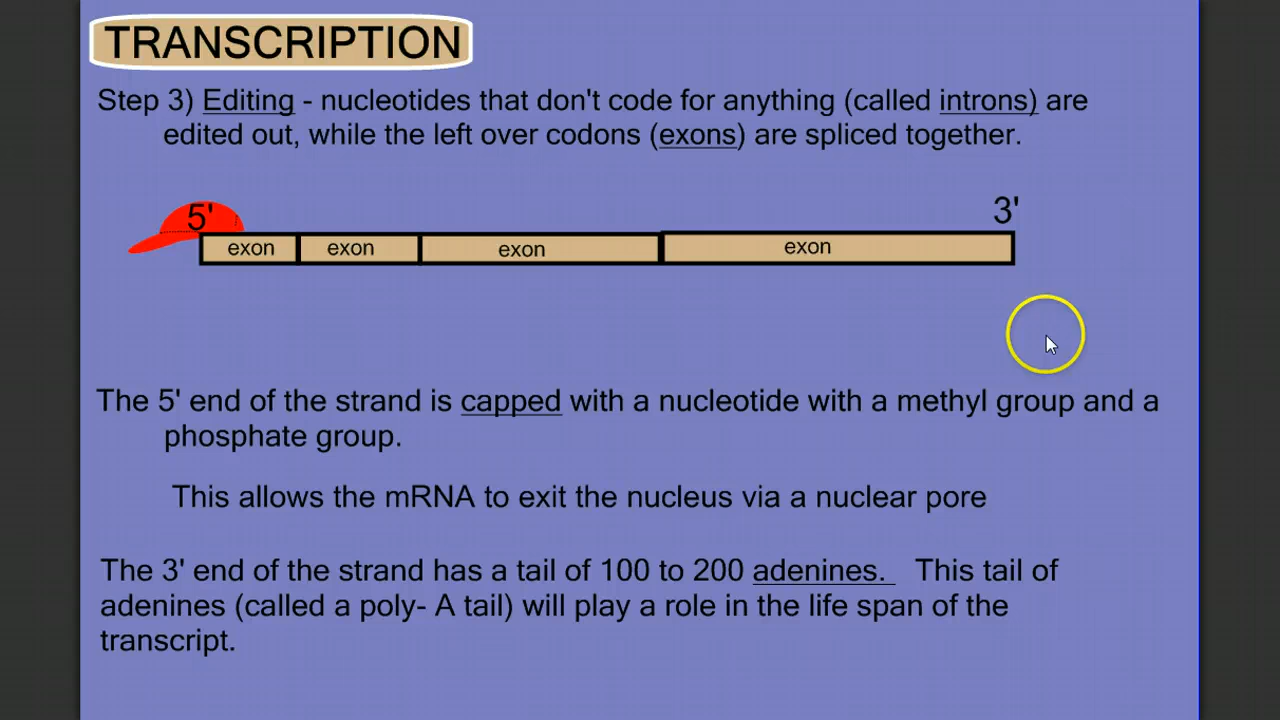 TRANSCRIPTION
Step 3) Editing - nucleotides that don't code for anything (called introns) are
edited out, while the left over codons (exons) are spliced together.
5'
3'
exon exon exon exon
The 5' end of the strand is capped with a nucleotide with a methyl group and a
phosphate group.
This allows the mRNA to exit the nucleus via a nuclear pore
The 3' end of the strand has a tail of 100 to 200 adenines. This tail of
adenines (called a poly- A tail) will play a role in the life span of the
transcript.